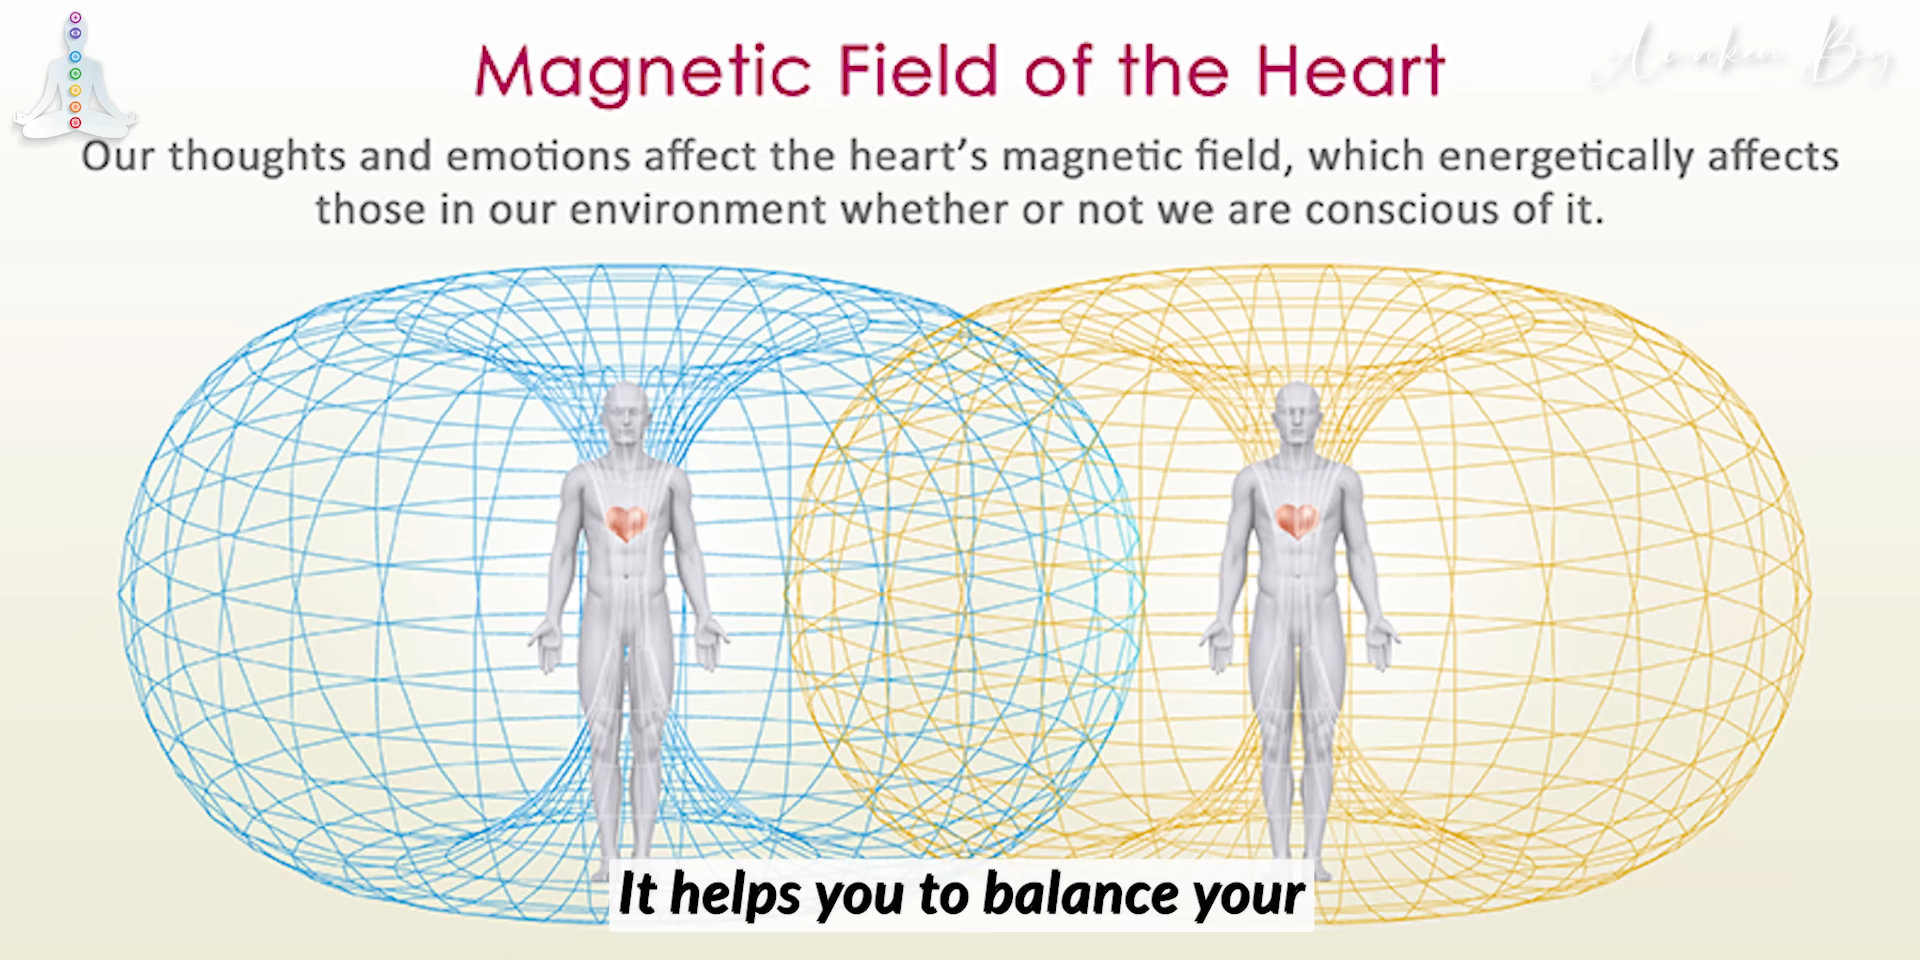 Magnetic Field of the Heart
Our thoughts and emotions affect the heart's magnetic field, which energetically affects
those in our environment whether or not we are conscious of it.
It helps you to balance your